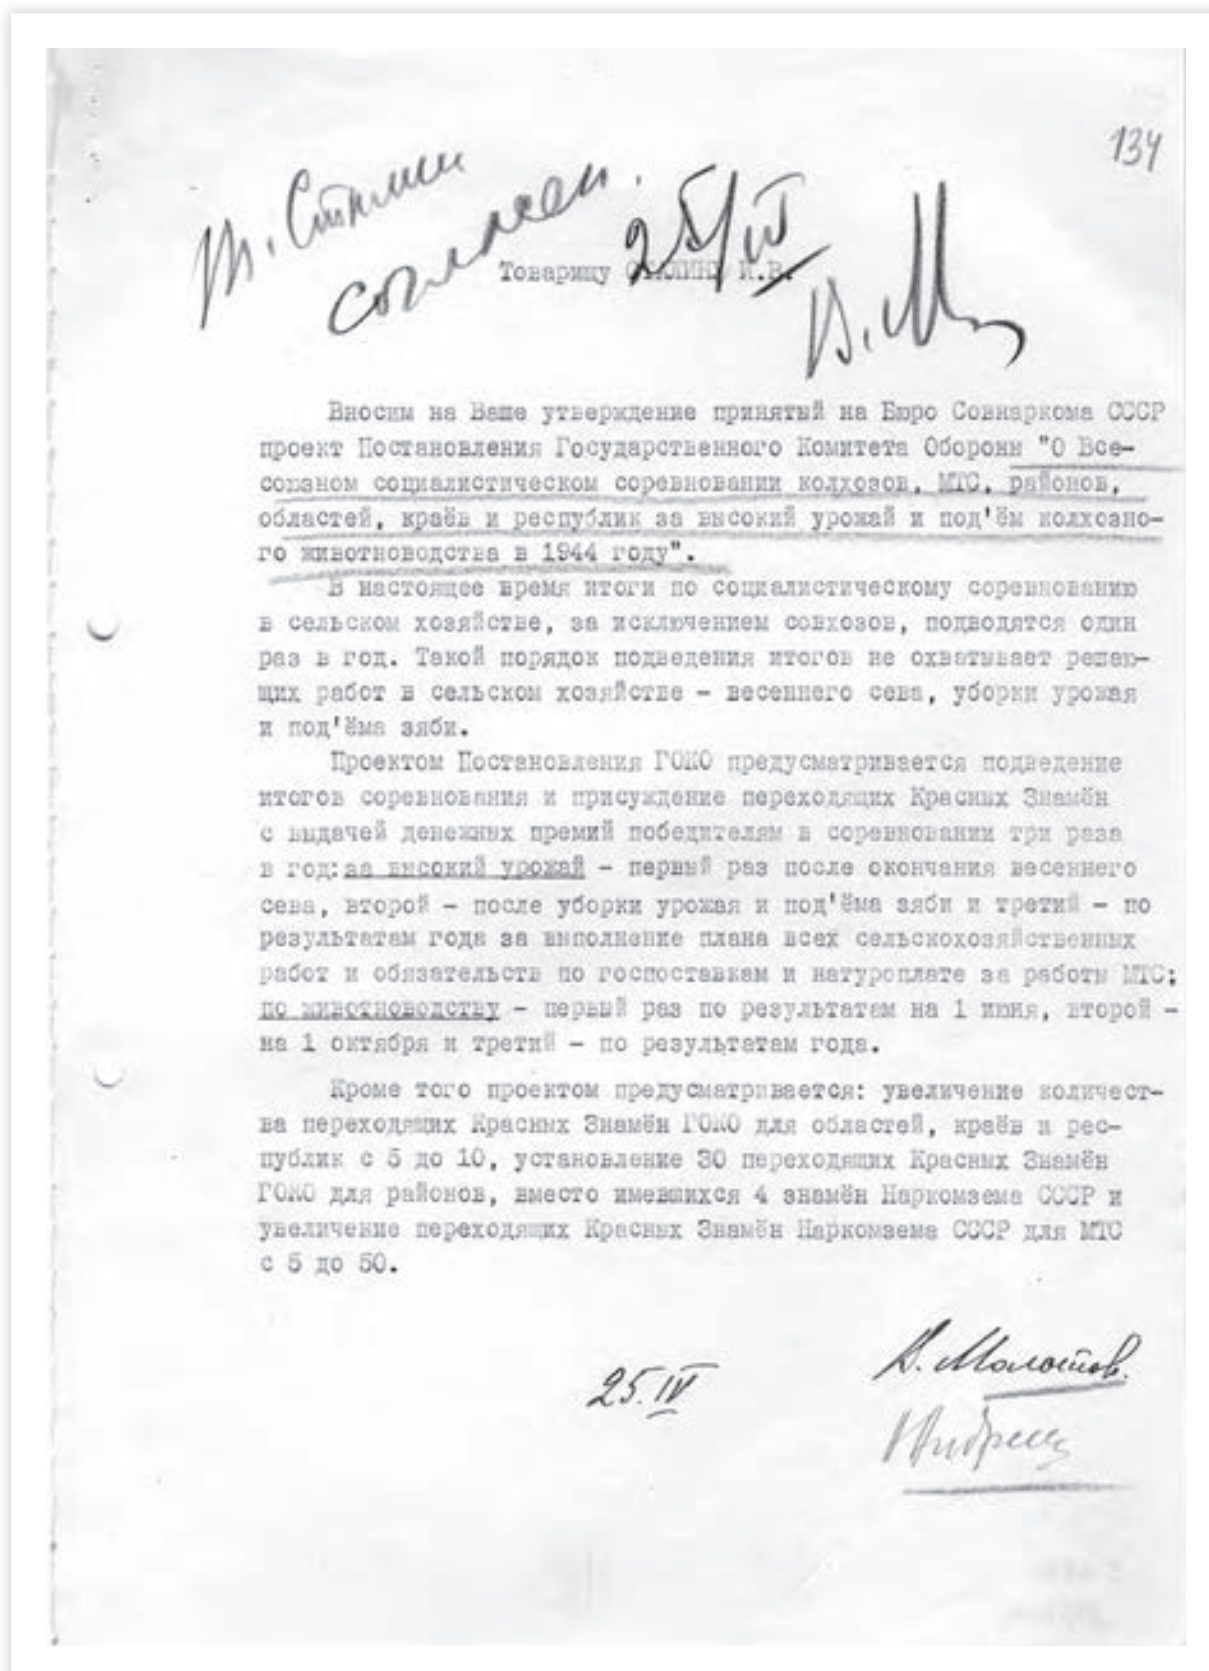 134
т. Сталин
согласен.
25/IV
Товарищу СТАЛИНУ И.В.
В. М
Вносим на Ваше утверждение принятый на Бюро Совнаркома СССР
проект Постановления Государственного Комитета Обороны "О Все-
союзном социалистическом соревновании колхозов, МТС, районов,
областей, краёв и республик за высокий урожай и под'ём колхозно-
го животноводства в 1944 году".
В настоящее время итоги по социалистическому соревнованию
в сельском хозяйстве, за исключением совхозов, подводятся один
раз в год. Такой порядок подведения итогов не охватывает решаю-
щих работ в сельском хозяйстве – весеннего сева, уборки урожая
и под'ёма зяби.
Проектом Постановления ГОКО предусматривается подведение
итогов соревнования и присуждение переходящих Красных Знамён
с выдачей денежных премий победителям в соревновании три раза
в год: за высокий урожай – первый раз после окончания весеннего
сева, второй – после уборки урожая и под'ёма зяби и третий – по
результатам года за выполнение плана всех сельскохозяйственных
работ и обязательств по госпоставкам и натуроплате за работы МТС;
по животноводству – первый раз по результатам на 1 июня, второй –
на 1 октября и третий – по результатам года.
Кроме того проектом предусматривается: увеличение количест-
ва переходящих Красных Знамён ГОКО для областей, краёв и рес-
публик с 5 до 10, установление 30 переходящих Красных Знамён
ГОКО для районов, вместо имевшихся 4 знамён Наркомзема СССР и
увеличение переходящих Красных Знамён Наркомзема СССР для МТС
с 5 до 50.
В. Молотов.
25.IV